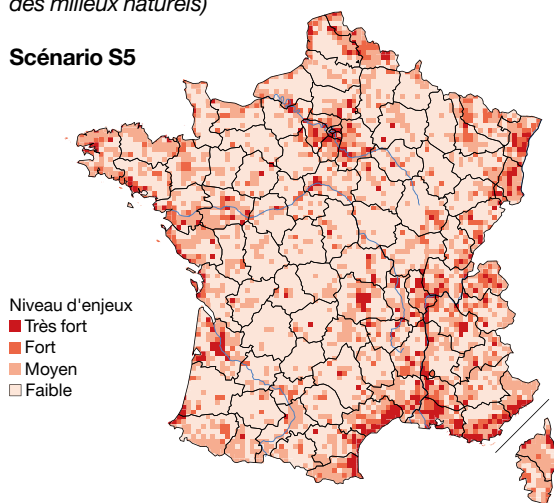 des milieux naturels)
Scénario S5
Niveau d'enjeux
Très fort
Fort
Moyen
Faible